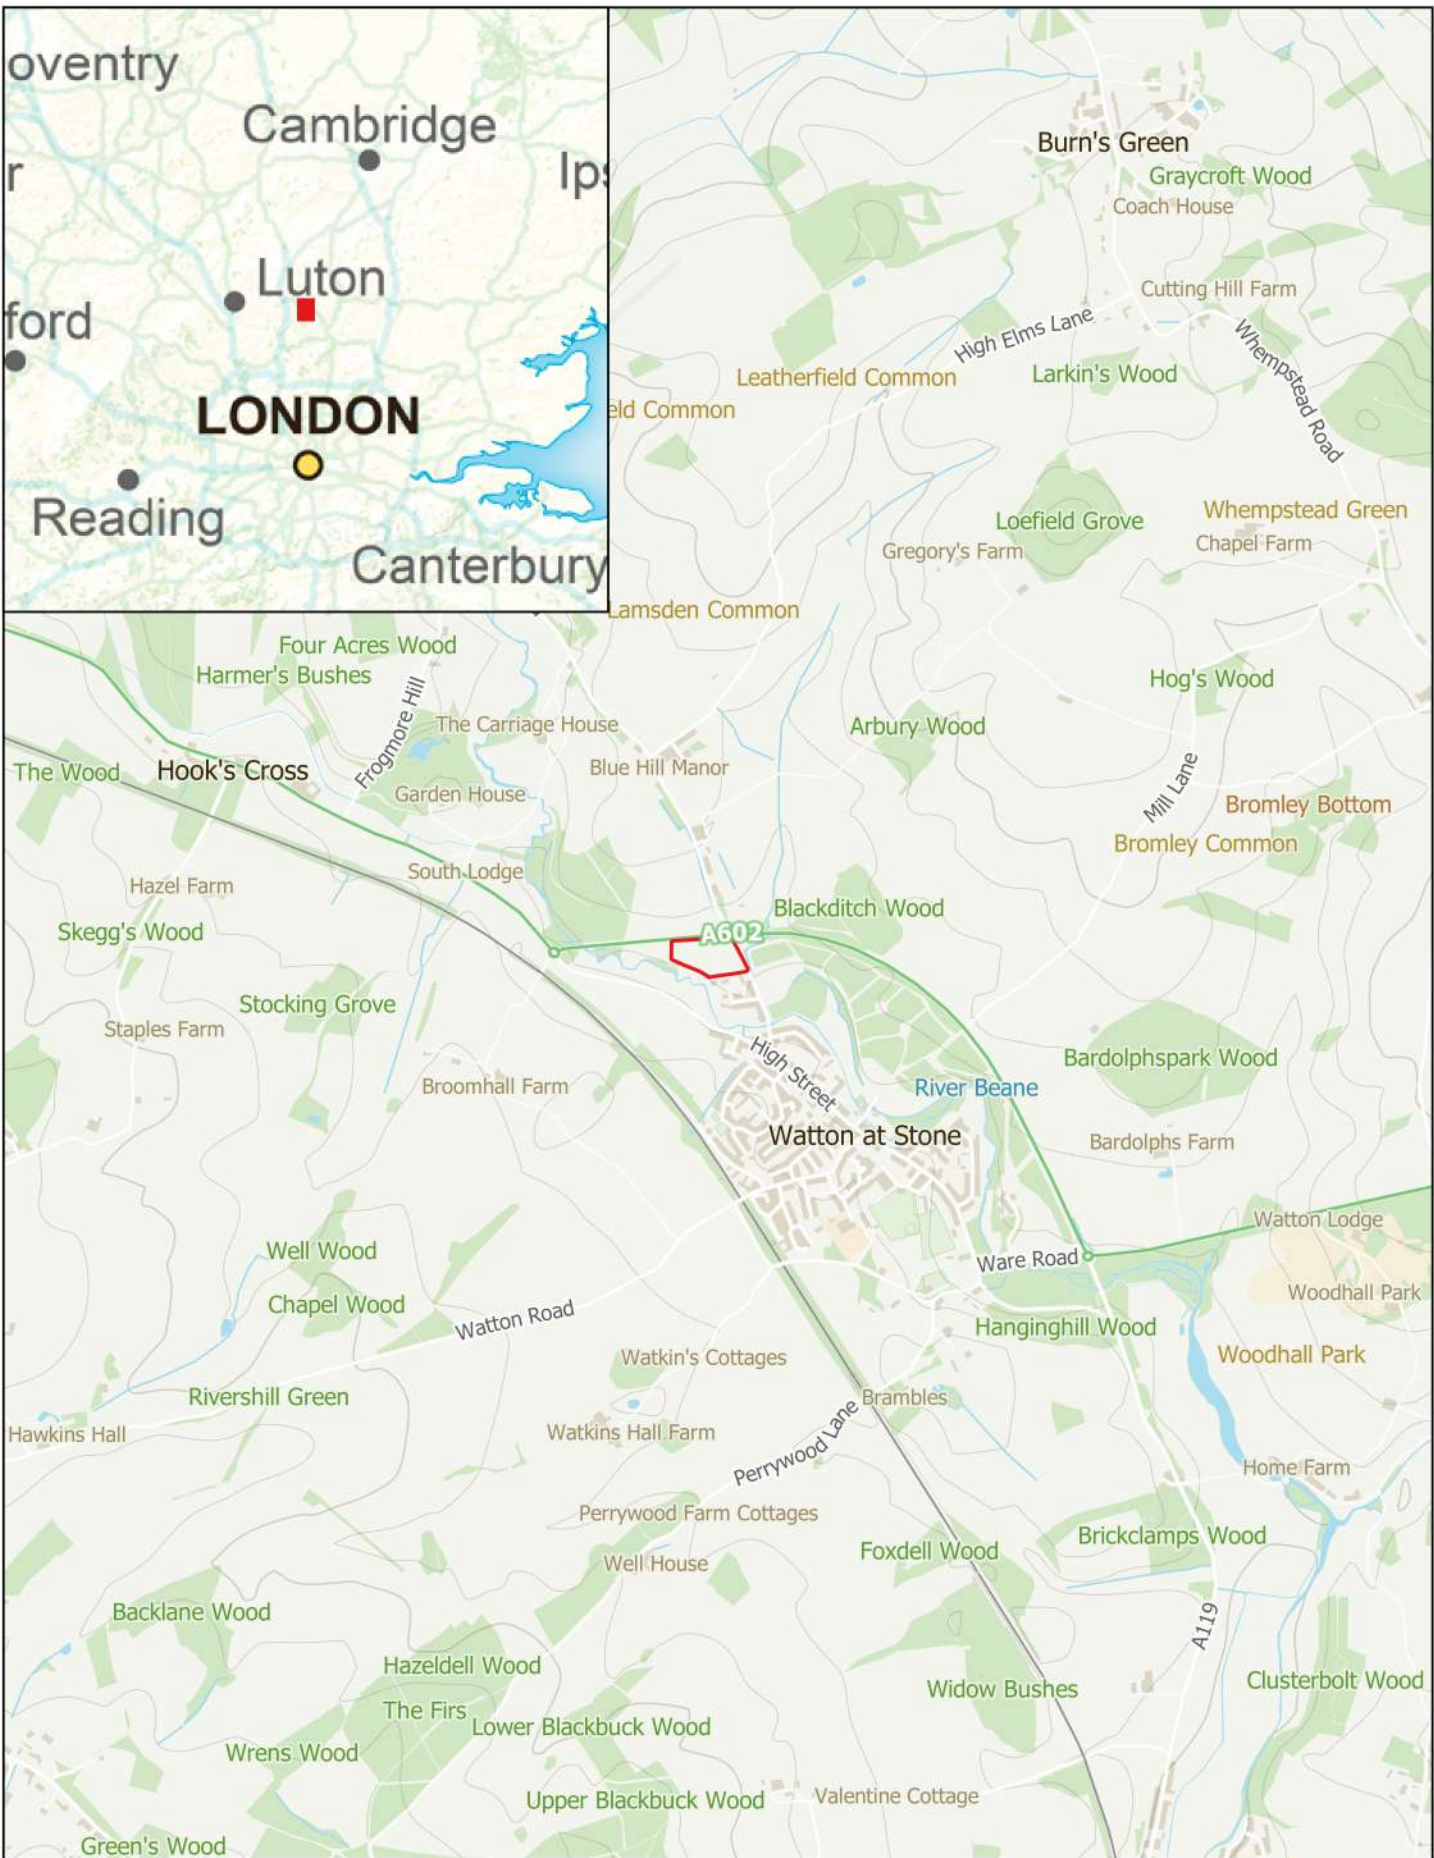 oventry
Cambridge
r
Ips
Luton
ford
LONDON
Reading
Canterbury
Burn's Green
Graycroft Wood
Coach House
Cutting Hill Farm
High Elms Lane
Whempstead Road
Leatherfield Common
Larkin's Wood
eld Common
Loefield Grove
Whempstead Green
Gregory's Farm
Chapel Farm
Lamsden Common
Four Acres Wood
Harmer's Bushes
Hog's Wood
Frogmore Hill
The Carriage House
Arbury Wood
The Wood
Hook's Cross
Blue Hill Manor
Mill Lane
Garden House
Bromley Bottom
Bromley Common
South Lodge
Hazel Farm
Blackditch Wood
Skegg's Wood
A602
Stocking Grove
Staples Farm
High Street
Bardolphspark Wood
Broomhall Farm
River Beane
Watton at Stone
Bardolphs Farm
Watton Lodge
Well Wood
Ware Road
Woodhall Park
Chapel Wood
Watton Road
Hanginghill Wood
Watkin's Cottages
Woodhall Park
Rivershill Green
Brambles
Hawkins Hall
Watkins Hall Farm
Perrywood Lane
Home Farm
Perrywood Farm Cottages
Brickclamps Wood
Foxdell Wood
Well House
Backlane Wood
A119
Hazeldell Wood
Clusterbolt Wood
Widow Bushes
The Firs
Lower Blackbuck Wood
Wrens Wood
Upper Blackbuck Wood
Valentine Cottage
Green's Wood